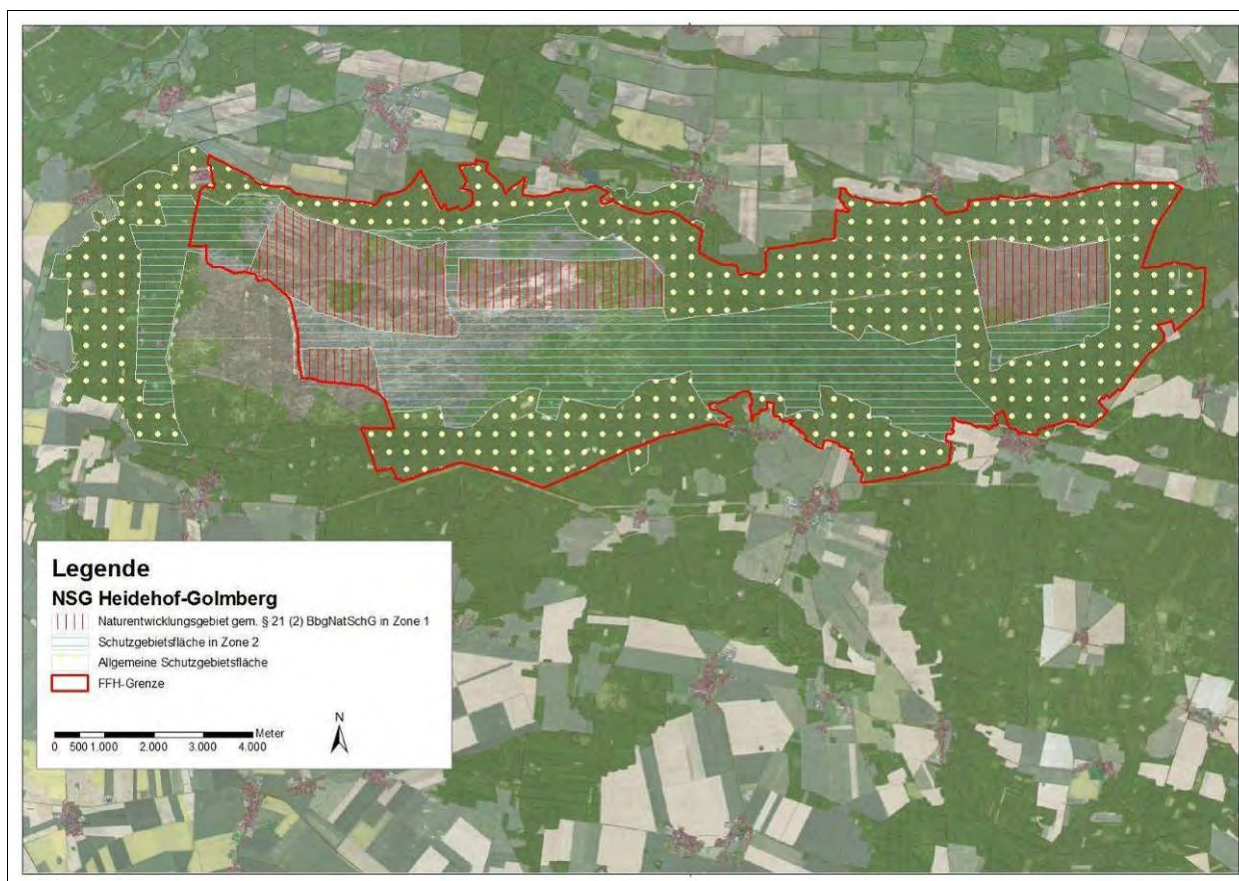 Legende
NSG Heidehof-Golmberg
Naturentwicklungsgebiet gem. § 21 (2) BbgNatSchG in Zone 1
Schutzgebietsfläche in Zone 2
Allgemeine Schutzgebietsfläche
FFH-Grenze
Meter
0 500 1.000 2.000 3.000 4.000
N